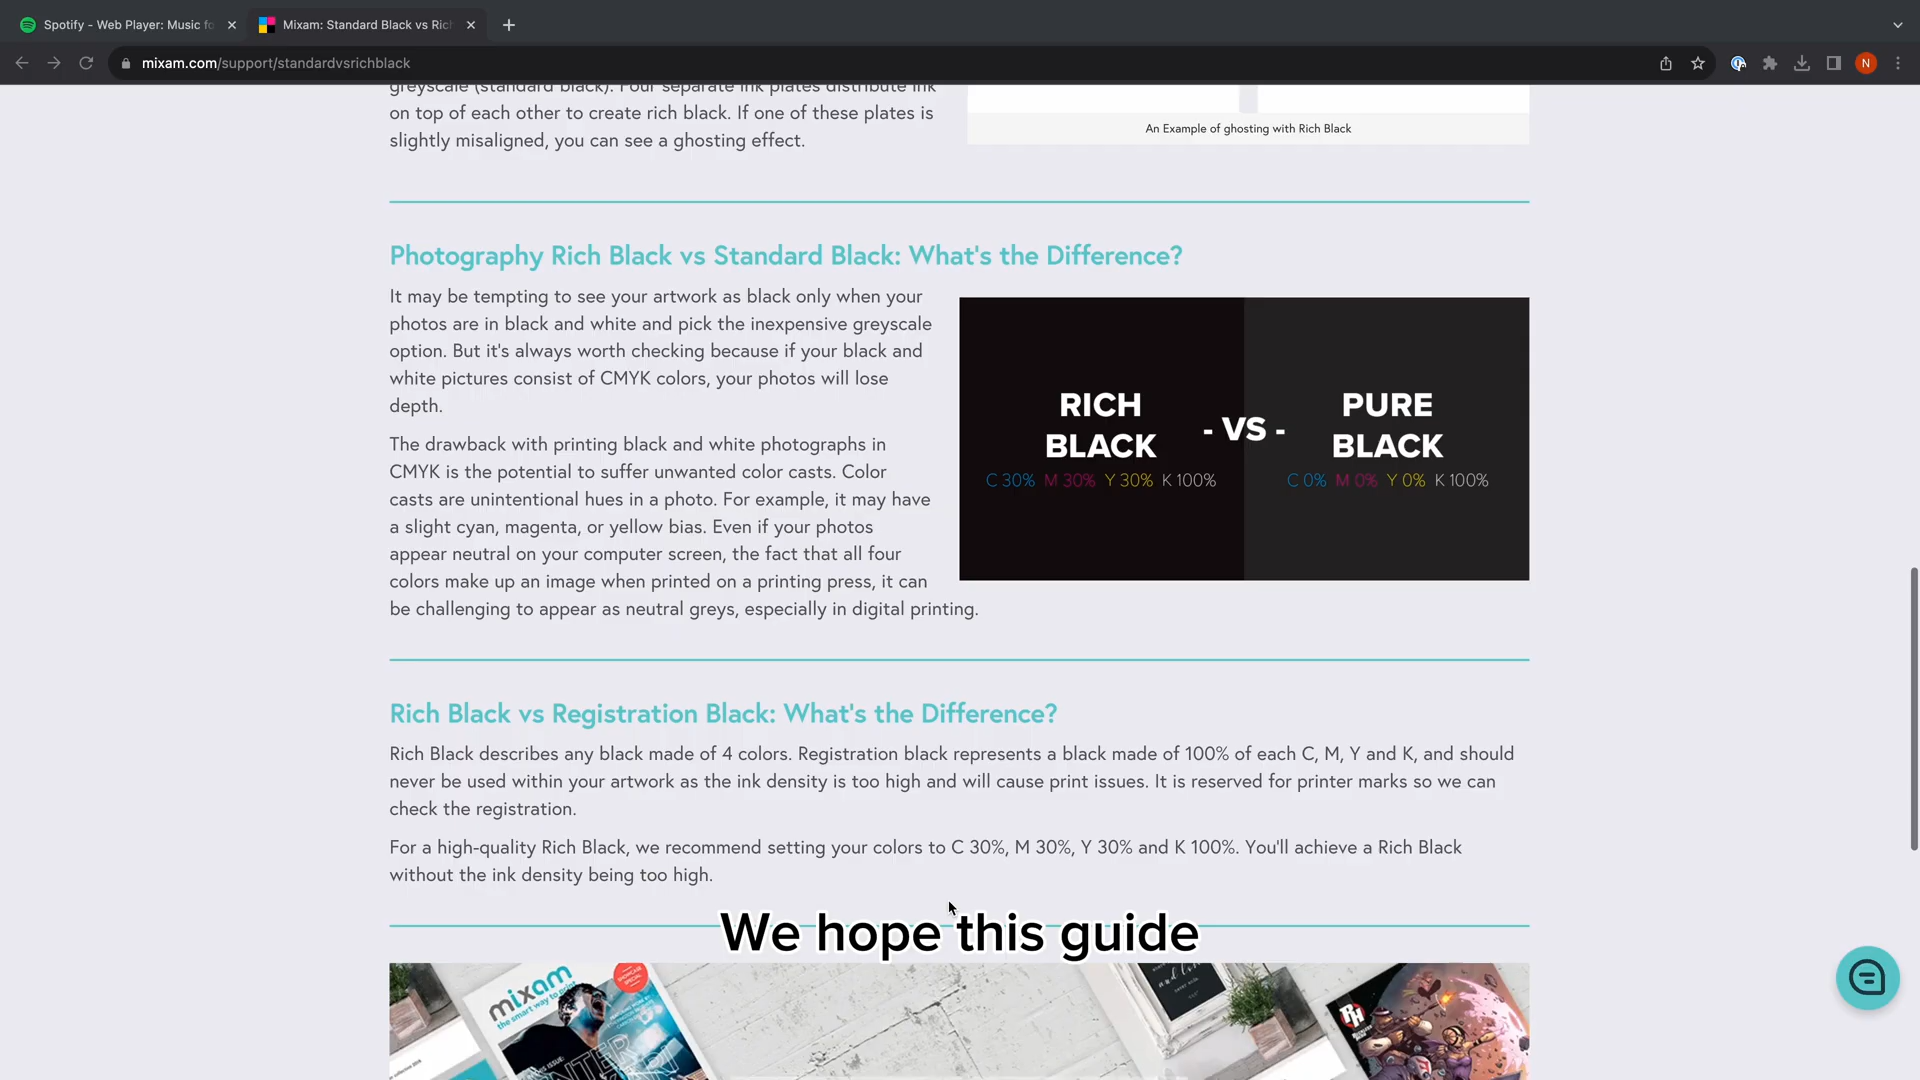 Spotify - Web Player: Music fo
Mixam: Standard Black vs Rich
mixam.com/support/standardvsrichblack
N
greyscale (standard black). Four separate ink plates distribute ink
on top of each other to create rich black. If one of these plates is
slightly misaligned, you can see a ghosting effect.
An Example of ghosting with Rich Black
Photography Rich Black vs Standard Black: What's the Difference?
It may be tempting to see your artwork as black only when your
photos are in black and white and pick the inexpensive greyscale
option. But it's always worth checking because if your black and
white pictures consist of CMYK colors, your photos will lose
depth.
The drawback with printing black and white photographs in
CMYK is the potential to suffer unwanted color casts. Color
casts are unintentional hues in a photo. For example, it may have
a slight cyan, magenta, or yellow bias. Even if your photos
appear neutral on your computer screen, the fact that all four
colors make up an image when printed on a printing press, it can
be challenging to appear as neutral greys, especially in digital printing.
RICH
BLACK
C 30% M 30% Y 30% K 100%
- VS -
PURE
BLACK
C 0% M 0% Y 0% K 100%
Rich Black vs Registration Black: What's the Difference?
Rich Black describes any black made of 4 colors. Registration black represents a black made of 100% of each C, M, Y and K, and should
never be used within your artwork as the ink density is too high and will cause print issues. It is reserved for printer marks so we can
check the registration.
For a high-quality Rich Black, we recommend setting your colors to C 30%, M 30%, Y 30% and K 100%. You'll achieve a Rich Black
without the ink density being too high.
We hope this guide
mixam
the smart way to print